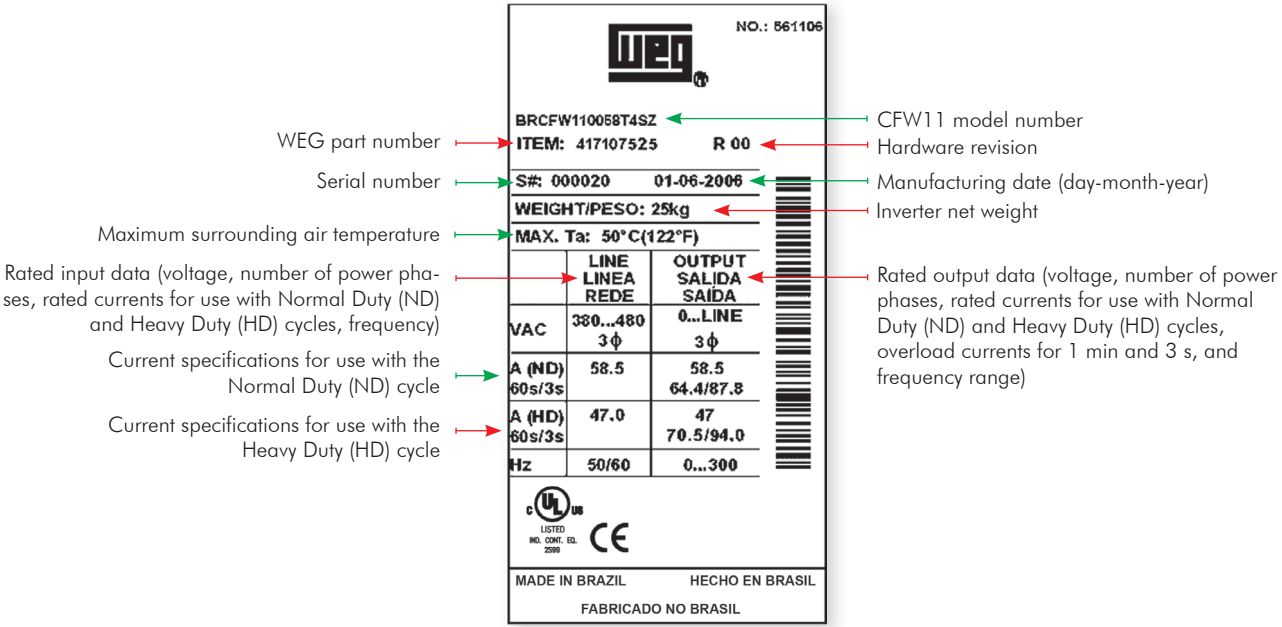 WEG
NO.: 561106
BRCFW110058T4SZ
CFW11 model number
WEG part number
ITEM: 417107525 R 00
Hardware revision
Serial number
S#: 000020 01-06-2006
Manufacturing date (day-month-year)
WEIGHT/PESO: 25kg
Inverter net weight
Maximum surrounding air temperature
MAX. Ta: 50°C(122°F)
Rated input data (voltage, number of power pha-
ses, rated currents for use with Normal Duty (ND)
and Heavy Duty (HD) cycles, frequency)
LINE
LINEA
REDE
OUTPUT
SALIDA
SAÍDA
Rated output data (voltage, number of power
phases, rated currents for use with Normal
Duty (ND) and Heavy Duty (HD) cycles,
overload currents for 1 min and 3 s, and
frequency range)
VAC
380...480
3ϕ
0...LINE
3ϕ
Current specifications for use with the
Normal Duty (ND) cycle
A (ND) 58.5 58.5
60s/3s 64.4/87.8
Current specifications for use with the
Heavy Duty (HD) cycle
A (HD) 47.0 47
60s/3s 70.5/94.0
Hz 50/60 0...300
C UL US
LISTED
IND. CONT. EQ.
2599
CE
MADE IN BRAZIL HECHO EN BRASIL
FABRICADO NO BRASIL